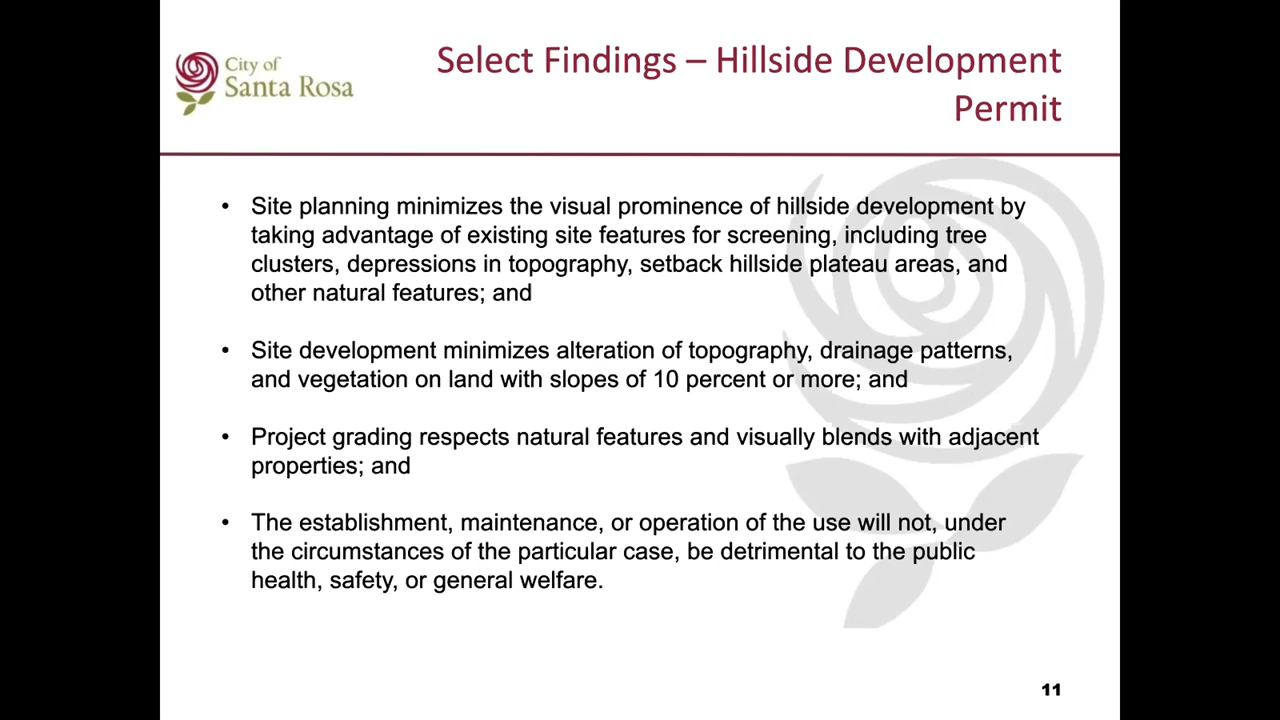 City of
Santa Rosa
Select Findings – Hillside Development
Permit
• Site planning minimizes the visual prominence of hillside development by
taking advantage of existing site features for screening, including tree
clusters, depressions in topography, setback hillside plateau areas, and
other natural features; and
• Site development minimizes alteration of topography, drainage patterns,
and vegetation on land with slopes of 10 percent or more; and
• Project grading respects natural features and visually blends with adjacent
properties; and
• The establishment, maintenance, or operation of the use will not, under
the circumstances of the particular case, be detrimental to the public
health, safety, or general welfare.
11